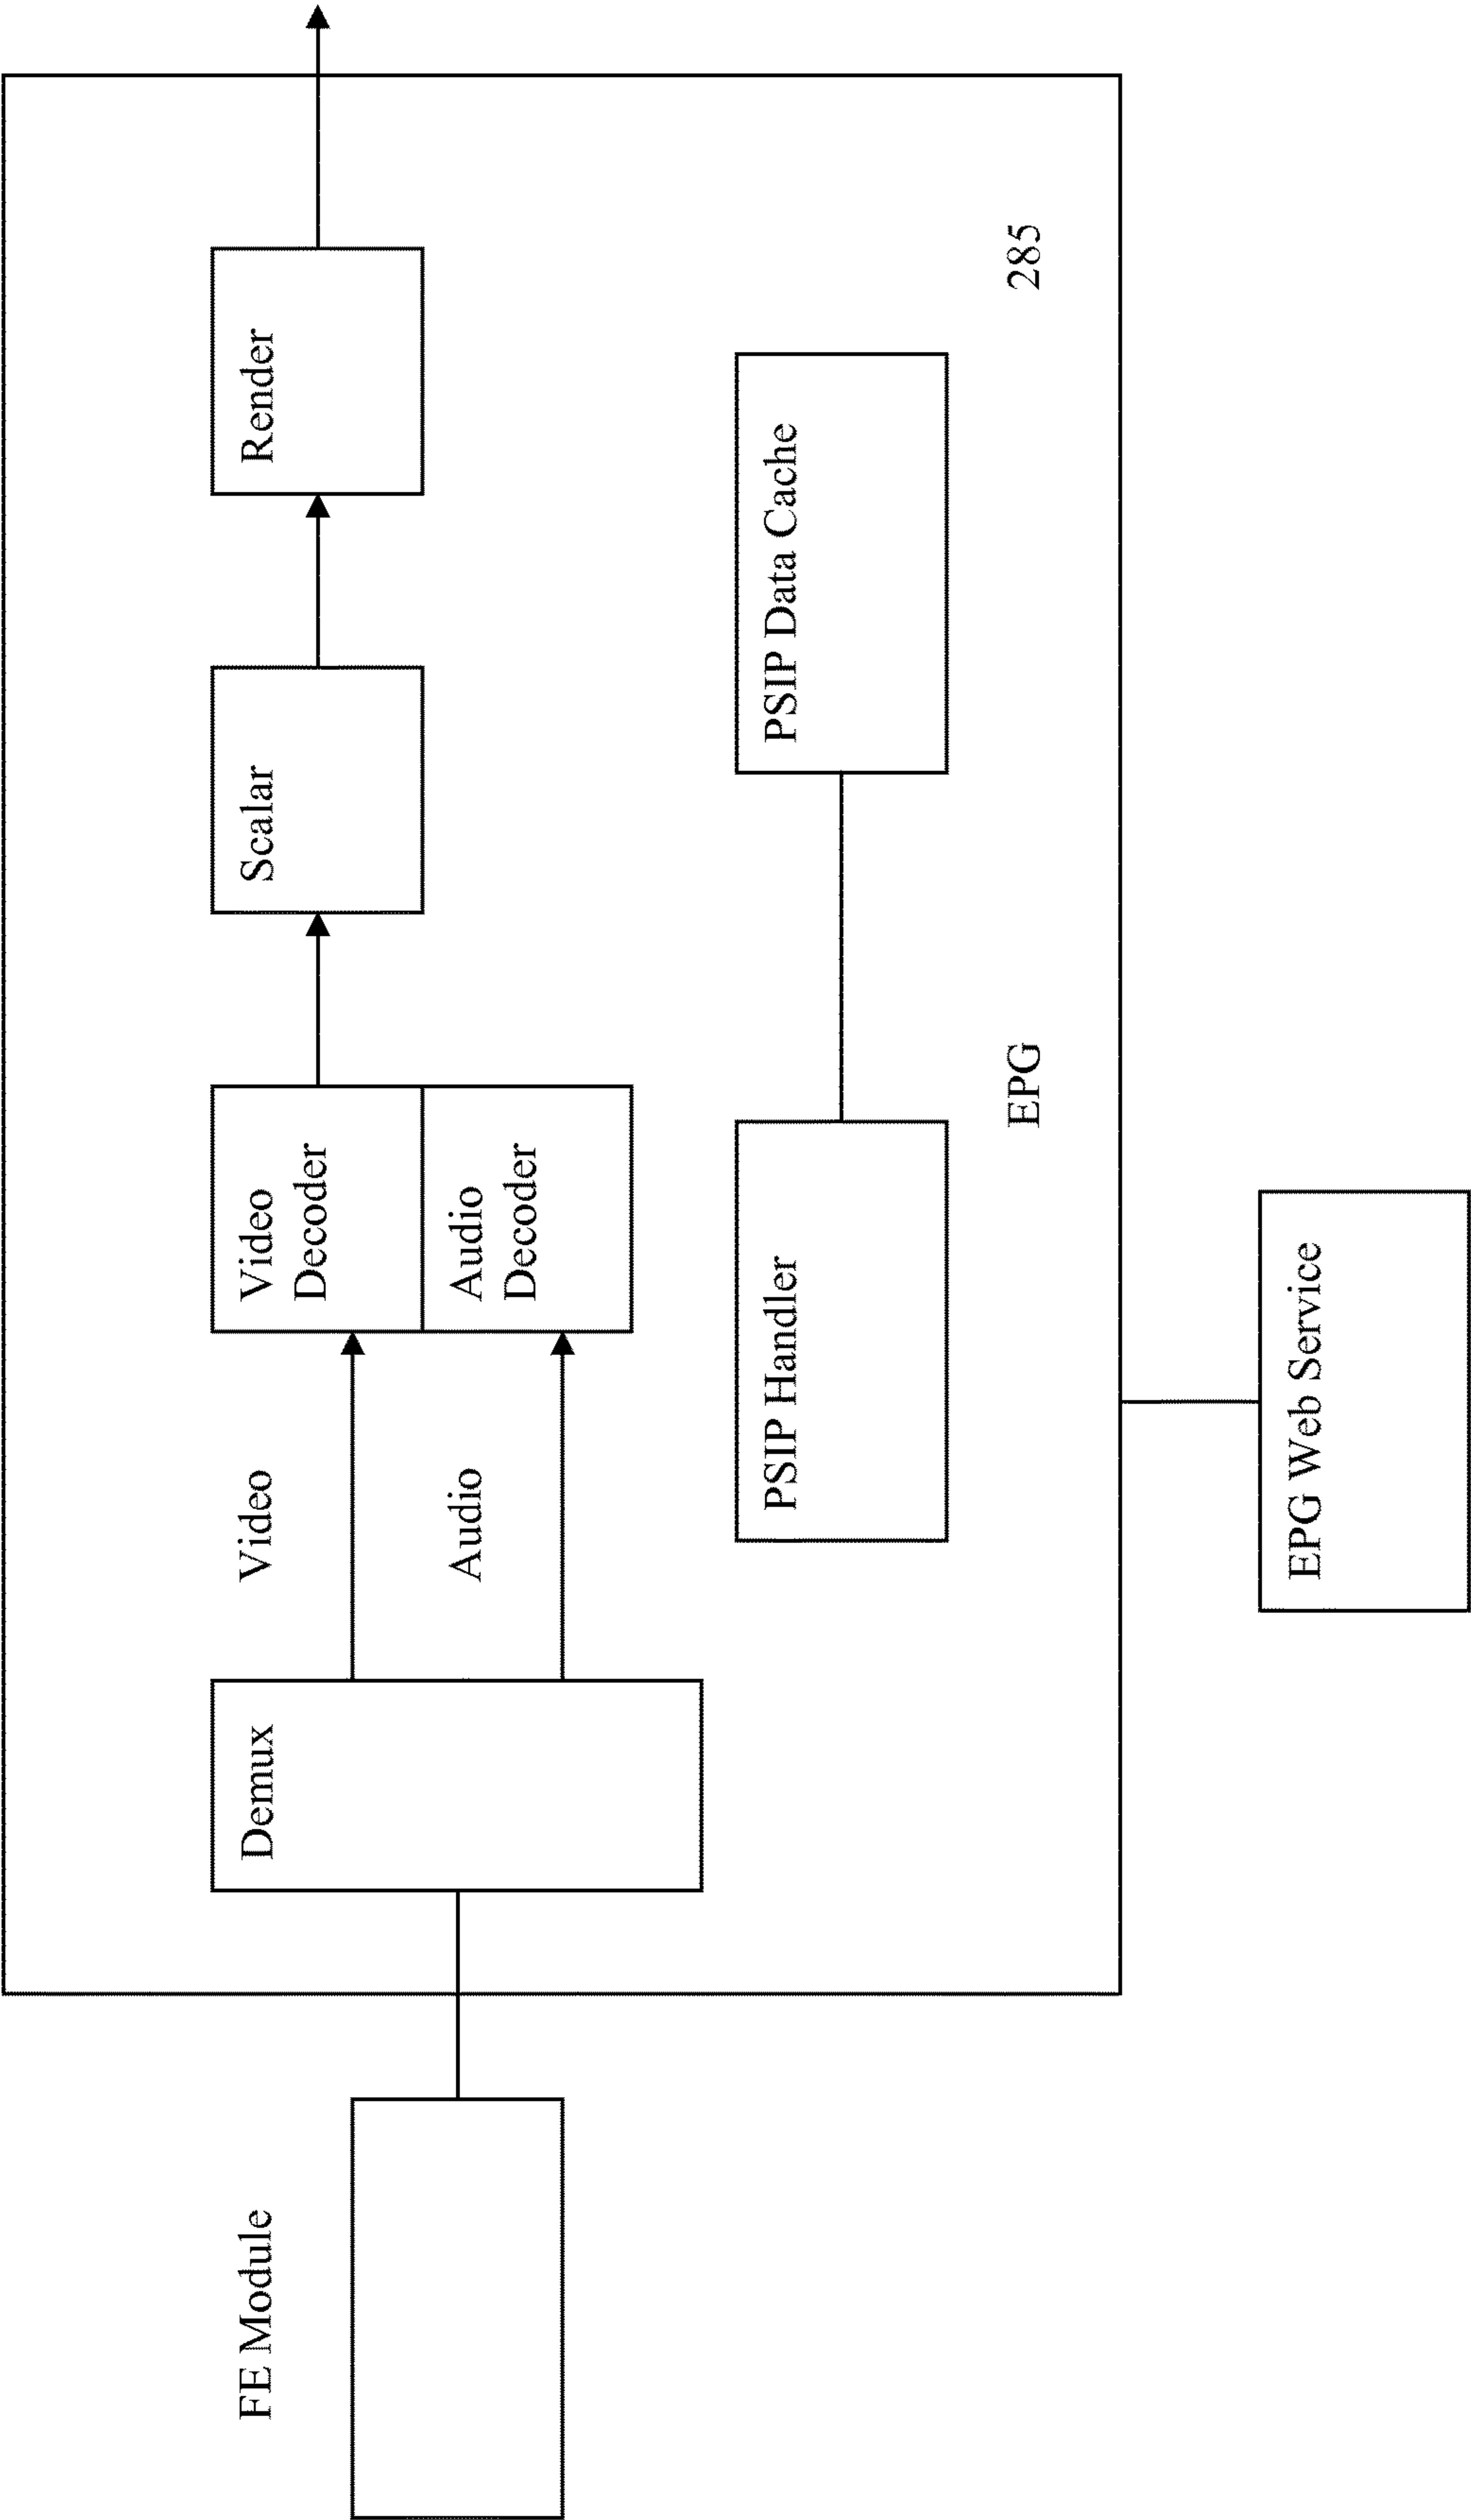 FE Module
Demux
Video
Audio
Video
Decoder
Audio
Decoder
Scalar
Render
PSIP Handler
PSIP Data Cache
EPG
285
EPG Web Service